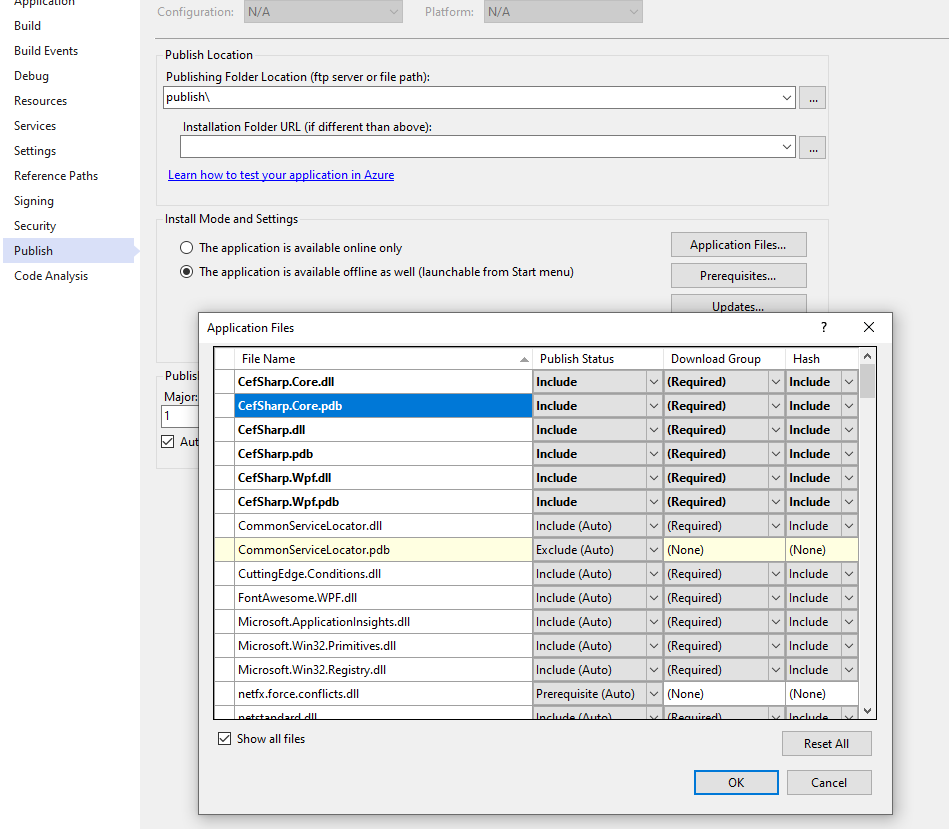 Application
Configuration: N/A Platform: N/A
Build
Build Events
Debug
Resources
Services
Settings
Reference Paths
Signing
Security
Publish
Code Analysis
Publish Location
Publishing Folder Location (ftp server or file path):
publish\
...
Installation Folder URL (if different than above):
...
Learn how to test your application in Azure
Install Mode and Settings
The application is available online only
The application is available offline as well (launchable from Start menu)
Application Files...
Prerequisites...
Updates...
Publish
Major:
1
Aut
Application Files ?
File Name Publish Status Download Group Hash
CefSharp.Core.dll Include (Required) Include
CefSharp.Core.pdb Include (Required) Include
CefSharp.dll Include (Required) Include
CefSharp.pdb Include (Required) Include
CefSharp.Wpf.dll Include (Required) Include
CefSharp.Wpf.pdb Include (Required) Include
CommonServiceLocator.dll Include (Auto) (Required) Include
CommonServiceLocator.pdb Exclude (Auto) (None) (None)
CuttingEdge.Conditions.dll Include (Auto) (Required) Include
FontAwesome.WPF.dll Include (Auto) (Required) Include
Microsoft.ApplicationInsights.dll Include (Auto) (Required) Include
Microsoft.Win32.Primitives.dll Include (Auto) (Required) Include
Microsoft.Win32.Registry.dll Include (Auto) (Required) Include
netfx.force.conflicts.dll Prerequisite (Auto) (None) (None)
netstandard.dll Include (Auto) (Required) Include
Show all files
Reset All
OK Cancel